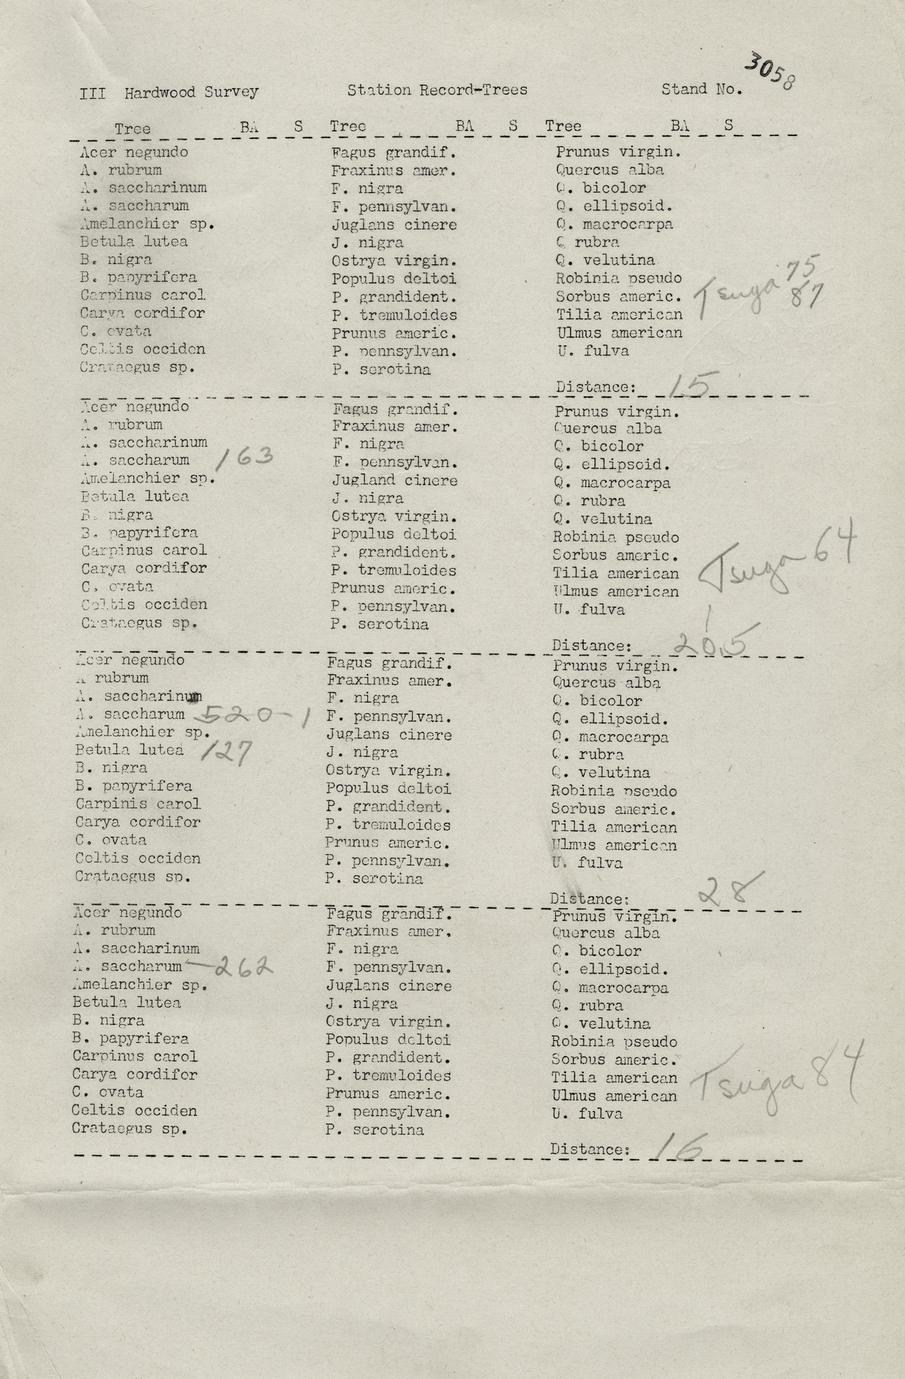 3058
III Hardwood Survey Station Record-Trees Stand No.
Tree BA S Tree BA S Tree BA S
Acer negundo Fagus grandif. Prunus virgin.
A. rubrum Fraxinus amer. Quercus alba
A. saccharinum F. nigra Q. bicolor
A. saccharum F. pennsylvan. Q. ellipsoid.
Amelanchier sp. Juglans cinere Q. macrocarpa
Betula lutea J. nigra Q rubra
B. nigra Ostrya virgin. Q. velutina
B. papyrifera Populus deltoi Robinia pseudo Tsuga 75
Carpinus carol P. grandident. Sorbus americ. 87
Carya cordifor P. tremuloides Tilia american
C. ovata Prunus americ. Ulmus american
Celtis occiden P. pennsylvan. U. fulva
Crataegus sp. P. serotina
Distance: 15
Acer negundo Fagus grandif. Prunus virgin.
A. rubrum Fraxinus amer. Quercus alba
A. saccharinum F. nigra Q. bicolor
A. saccharum 163 F. pennsylvan. Q. ellipsoid.
Amelanchier sp. Jugland cinere Q. macrocarpa
Betula lutea J. nigra Q. rubra
B. nigra Ostrya virgin. Q. velutina
B. papyrifera Populus deltoi Robinia pseudo
Carpinus carol P. grandident. Sorbus americ. Tsuga 64
Carya cordifor P. tremuloides Tilia american
C. ovata Prunus americ. Ulmus american
Celtis occiden P. pennsylvan. U. fulva
Crataegus sp. P. serotina
Distance: 20.5
Acer negundo Fagus grandif. Prunus virgin.
A rubrum Fraxinus amer. Quercus alba
A. saccharinum F. nigra Q. bicolor
A. saccharum 520-1 F. pennsylvan. Q. ellipsoid.
Amelanchier sp. Juglans cinere Q. macrocarpa
Betula lutea 127 J. nigra Q. rubra
B. nigra Ostrya virgin. Q. velutina
B. papyrifera Populus deltoi Robinia pseudo
Carpinis carol P. grandident. Sorbus americ.
Carya cordifor P. tremuloides Tilia american
C. ovata Prunus americ. Ulmus american
Celtis occiden P. pennsylvan. U. fulva
Crataegus sp. P. serotina
Distance: 28
Acer negundo Fagus grandif. Prunus virgin.
A. rubrum Fraxinus amer. Quercus alba
A. saccharinum F. nigra Q. bicolor
A. saccharum - 262 F. pennsylvan. Q. ellipsoid.
Amelanchier sp. Juglans cinere Q. macrocarpa
Betula lutea J. nigra Q. rubra
B. nigra Ostrya virgin. Q. velutina
B. papyrifera Populus deltoi Robinia pseudo
Carpinus carol P. grandident. Sorbus americ.
Carya cordifor P. tremuloides Tilia american Tsuga 84
C. ovata Prunus americ. Ulmus american
Celtis occiden P. pennsylvan. U. fulva
Crataegus sp. P. serotina
Distance: 16